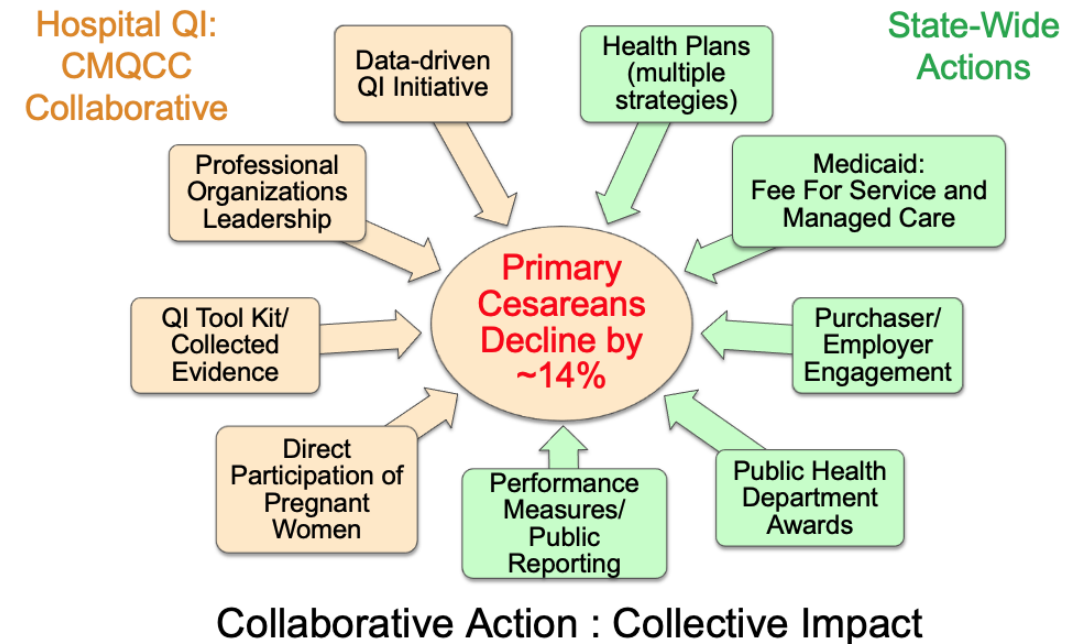 Hospital QI:
CMQCC
Collaborative
State-Wide
Actions
Data-driven
QI Initiative
Health Plans
(multiple
strategies)
Professional
Organizations
Leadership
Medicaid:
Fee For Service and
Managed Care
Primary
Cesareans
Decline by
~14%
QI Tool Kit/
Collected
Evidence
Purchaser/
Employer
Engagement
Direct
Participation of
Pregnant
Women
Performance
Measures/
Public
Reporting
Public Health
Department
Awards
Collaborative Action : Collective Impact